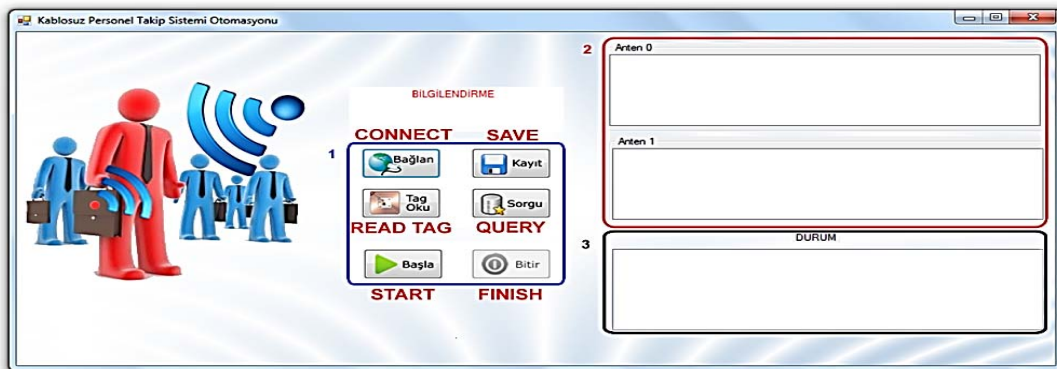 Kablosuz Personel Takip Sistemi Otomasyonu
BİLGİLENDİRME
CONNECT SAVE
1
Bağlan Kayıt
Tag Oku Sorgu
READ TAG QUERY
Başla Bitir
START FINISH
2
Anten 0
Anten 1
3
DURUM